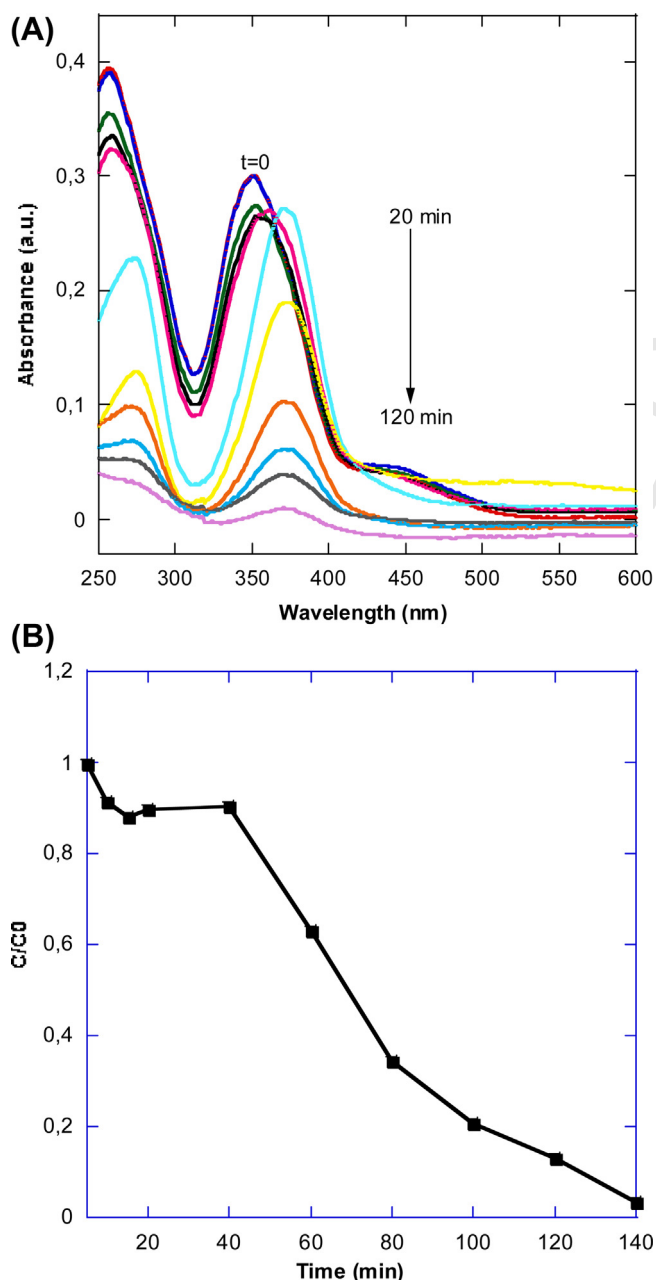 (A)
0,4
0,3
0,2
0,1
0
Absorbance (a.u.)
t=0
20 min
120 min
250 300 350 400 450 500 550 600
Wavelength (nm)
(B)
1,2
1
0,8
0,6
0,4
0,2
0
C/C0
20 40 60 80 100 120 140
Time (min)